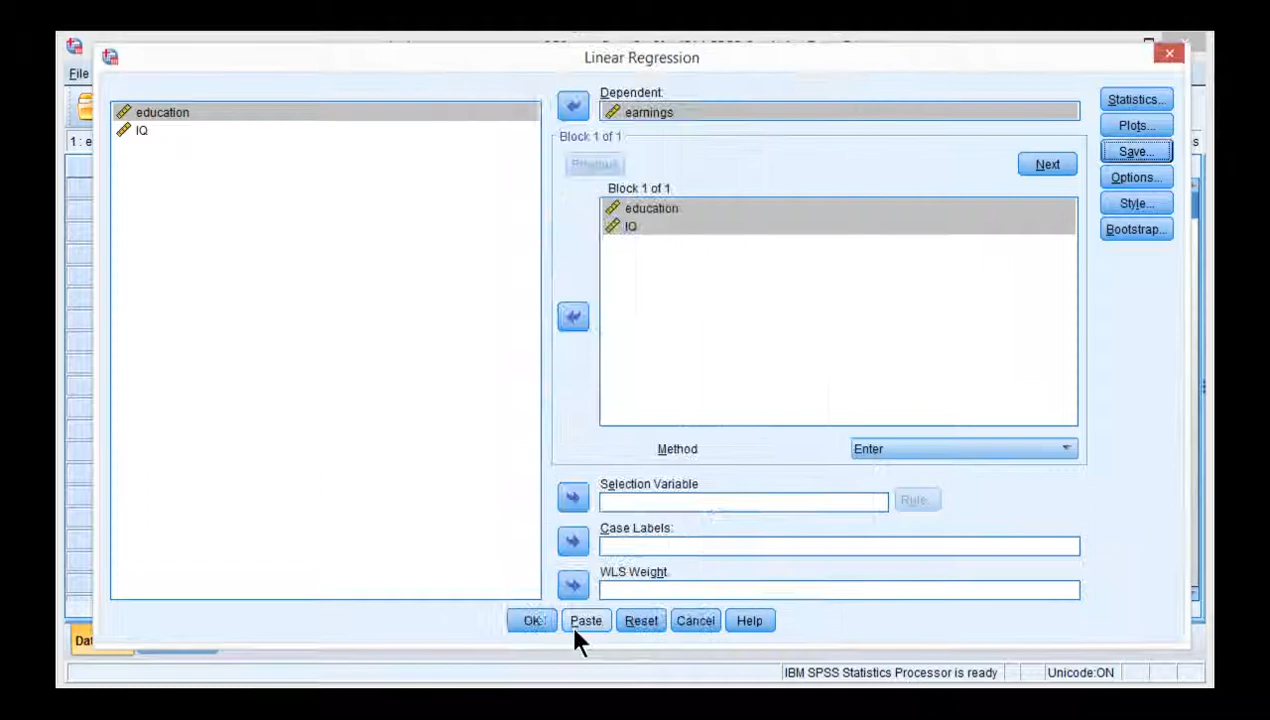 Linear Regression
File
1 : e
s
education
IQ
Dependent:
earnings
Block 1 of 1
Previous
Next
Block 1 of 1
education
IQ
Method
Enter
Selection Variable
Rule...
Case Labels:
WLS Weight
Statistics...
Plots...
Save...
Options...
Style...
Bootstrap...
OK
Paste
Reset
Cancel
Help
Dat
IBM SPSS Statistics Processor is ready
Unicode:ON